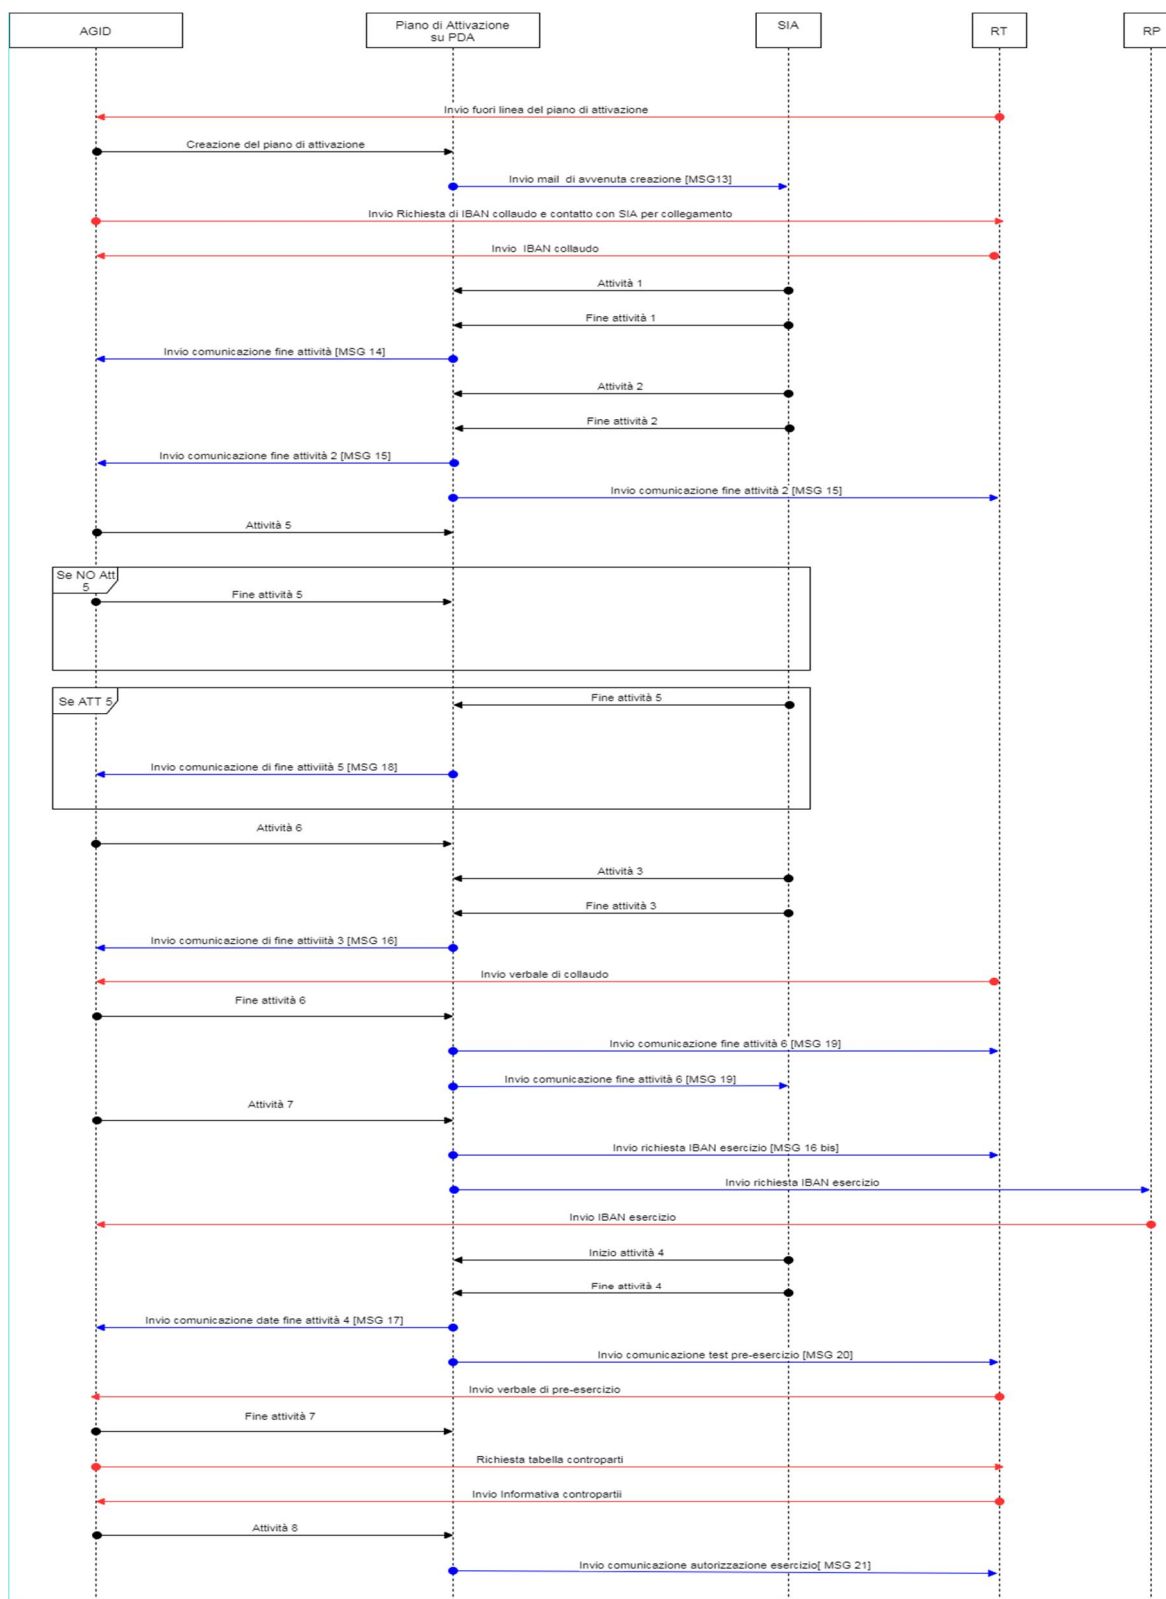 AGID
Piano di Attivazione
su PDA
SIA
RT
RP
Invio fuori linea del piano di attivazione
Creazione del piano di attivazione
Invio mail di avvenuta creazione [MSG13]
Invio Richiesta di IBAN collaudo e contatto con SIA per collegamento
Invio IBAN collaudo
Attività 1
Fine attività 1
Invio comunicazione fine attività [MSG 14]
Attività 2
Fine attività 2
Invio comunicazione fine attività 2 [MSG 15]
Invio comunicazione fine attività 2 [MSG 15]
Attività 5
Se NO Att
5
Fine attività 5
Se ATT 5
Fine attività 5
Invio comunicazione di fine attiviità 5 [MSG 18]
Attività 6
Attività 3
Fine attività 3
Invio comunicazione di fine attiviità 3 [MSG 16]
Invio verbale di collaudo
Fine attività 6
Invio comunicazione fine attività 6 [MSG 19]
Invio comunicazione fine attività 6 [MSG 19]
Attività 7
Invio richiesta IBAN esercizio [MSG 16 bis]
Invio richiesta IBAN esercizio
Invio IBAN esercizio
Inizio attività 4
Fine attività 4
Invio comunicazione date fine attività 4 [MSG 17]
Invio comunicazione test pre-esercizio [MSG 20]
Invio verbale di pre-esercizio
Fine attività 7
Richiesta tabella controparti
Invio Informativa contropartii
Attività 8
Invio comunicazione autorizzazione esercizio[ MSG 21]